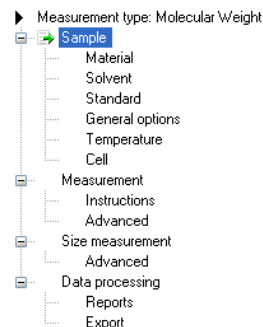 Measurement type: Molecular Weight
Sample
Material
Solvent
Standard
General options
Temperature
Cell
Measurement
Instructions
Advanced
Size measurement
Advanced
Data processing
Reports
Export